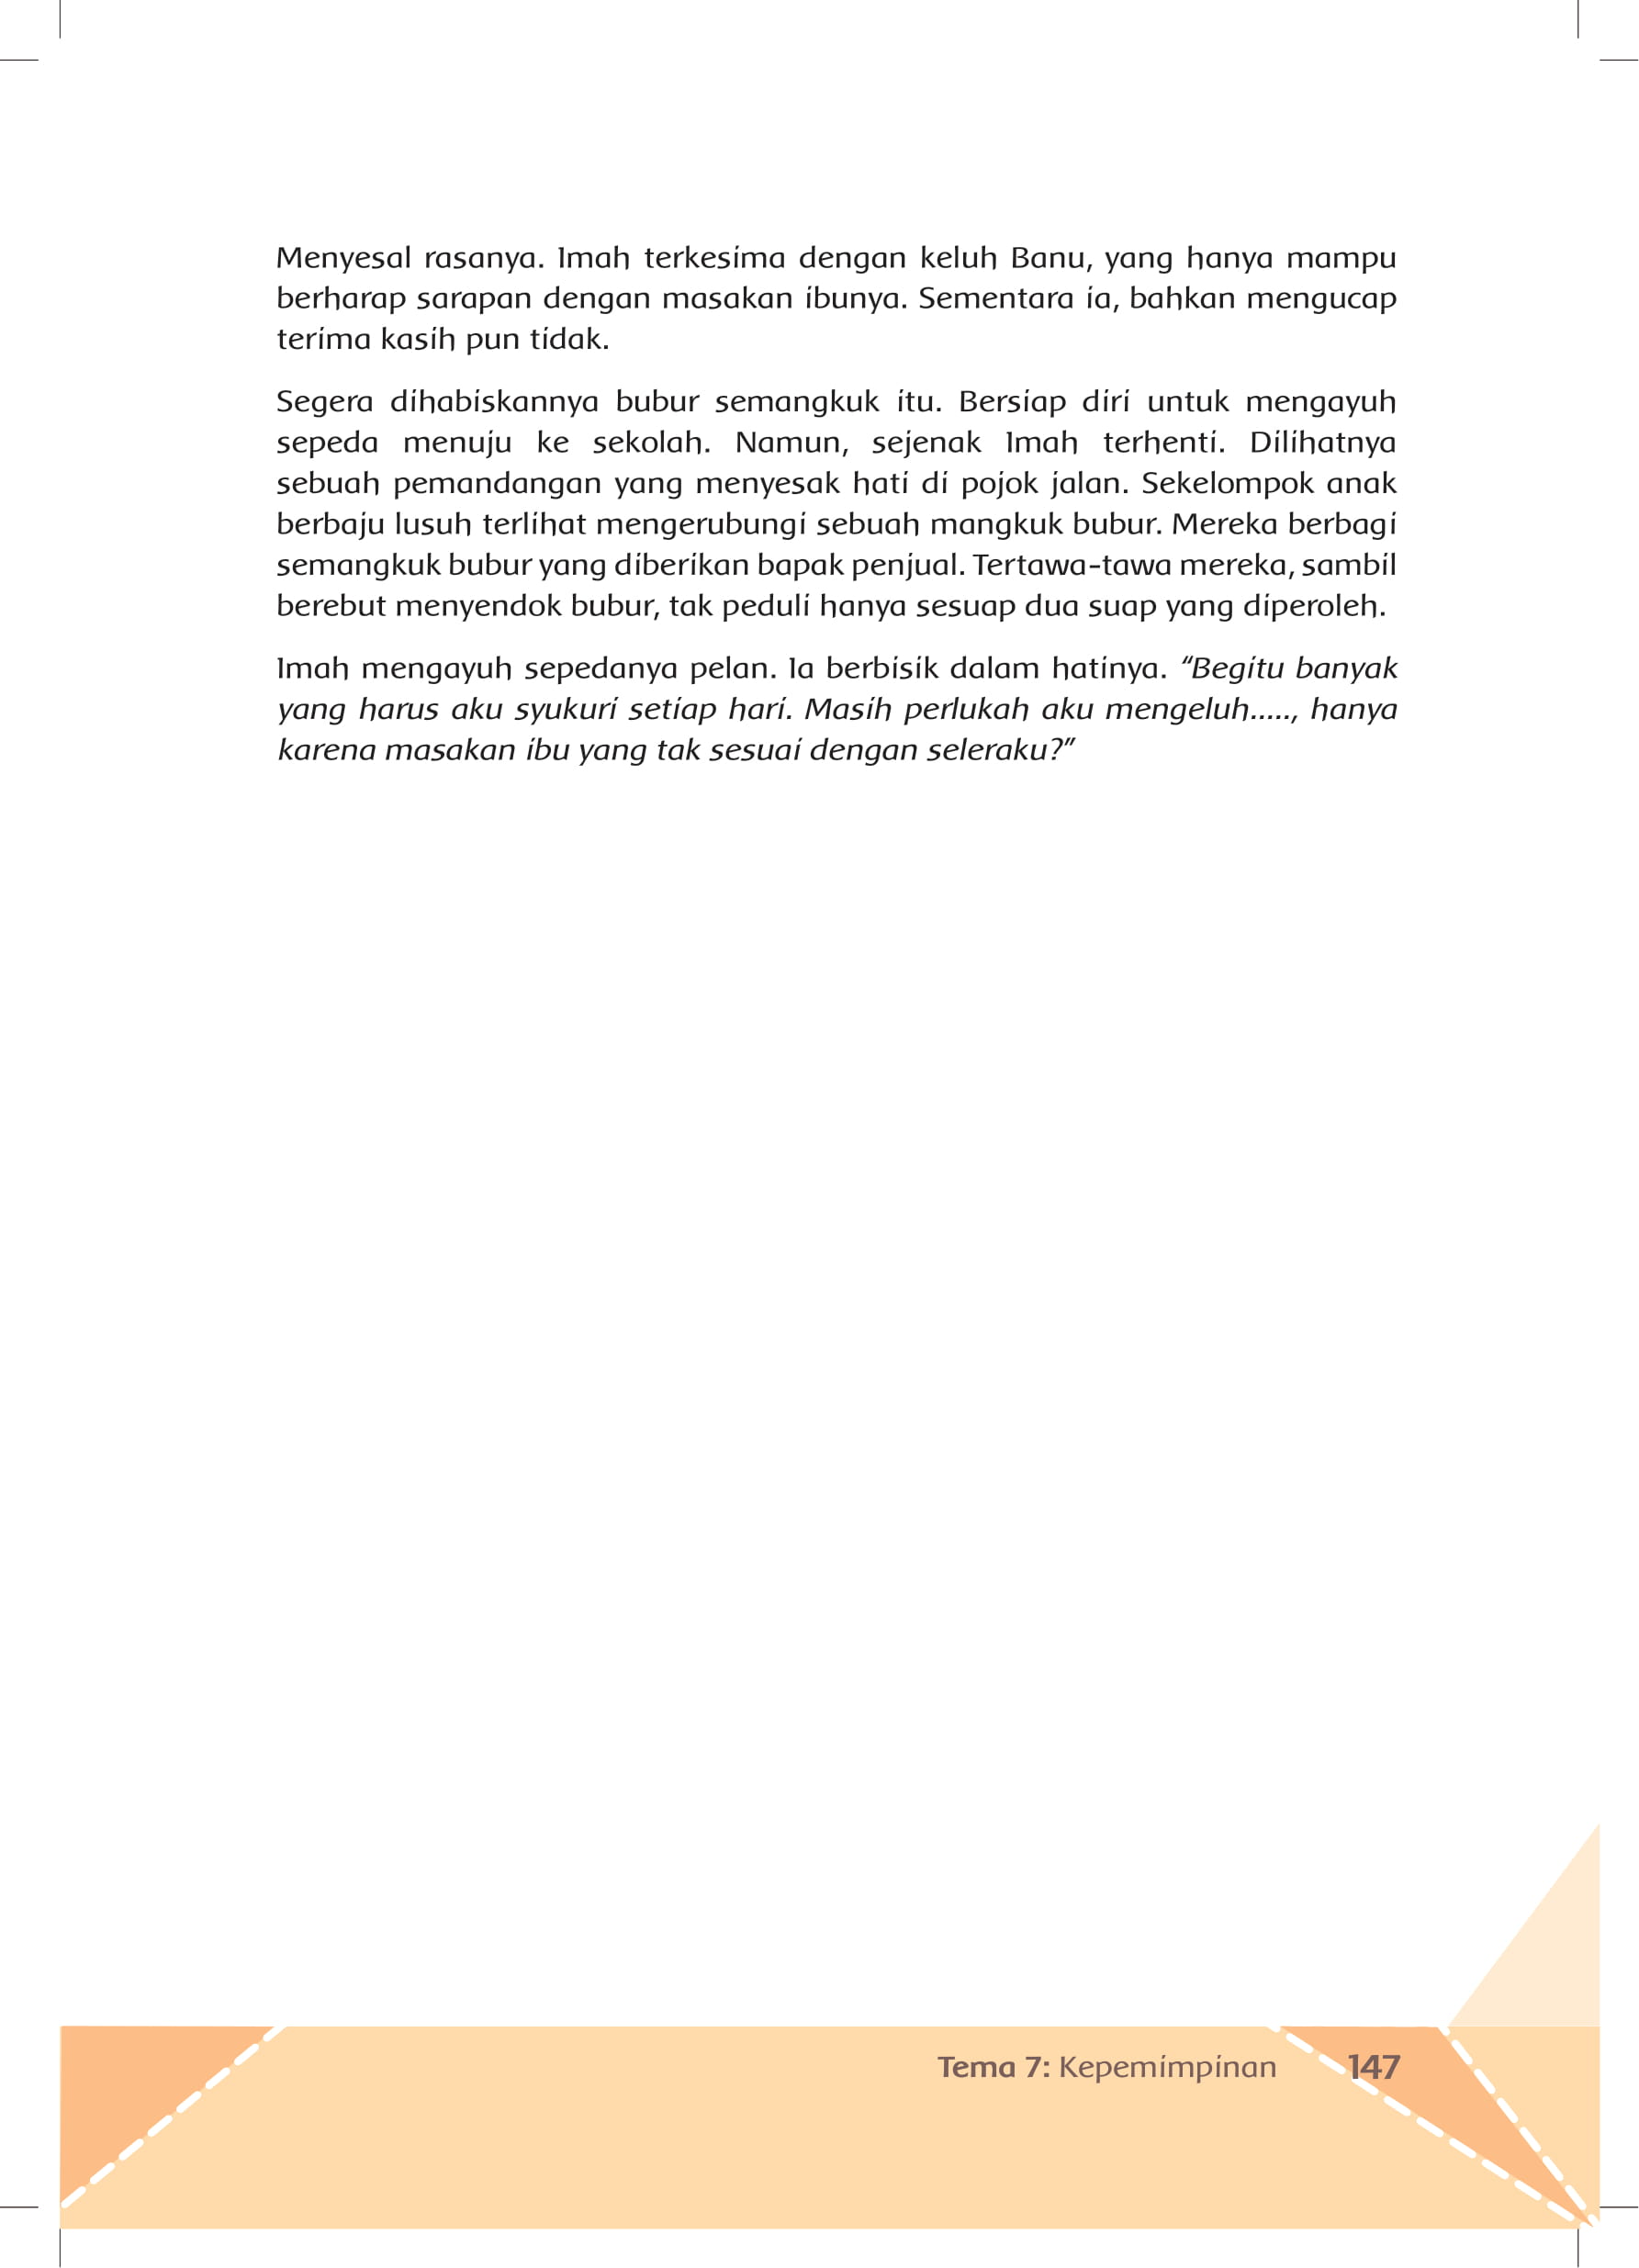 Menyesal rasanya. Imah terkesima dengan keluh Banu, yang hanya mampu
berharap sarapan dengan masakan ibunya. Sementara ia, bahkan mengucap
terima kasih pun tidak.
Segera dihabiskannya bubur semangkuk itu. Bersiap diri untuk mengayuh
sepeda menuju ke sekolah. Namun, sejenak Imah terhenti. Dilihatnya
sebuah pemandangan yang menyesak hati di pojok jalan. Sekelompok anak
berbaju lusuh terlihat mengerubungi sebuah mangkuk bubur. Mereka berbagi
semangkuk bubur yang diberikan bapak penjual. Tertawa-tawa mereka, sambil
berebut menyendok bubur, tak peduli hanya sesuap dua suap yang diperoleh.
Imah mengayuh sepedanya pelan. Ia berbisik dalam hatinya. “Begitu banyak
yang harus aku syukuri setiap hari. Masih perlukah aku mengeluh....., hanya
karena masakan ibu yang tak sesuai dengan seleraku?”
Tema 7: Kepemimpinan 147